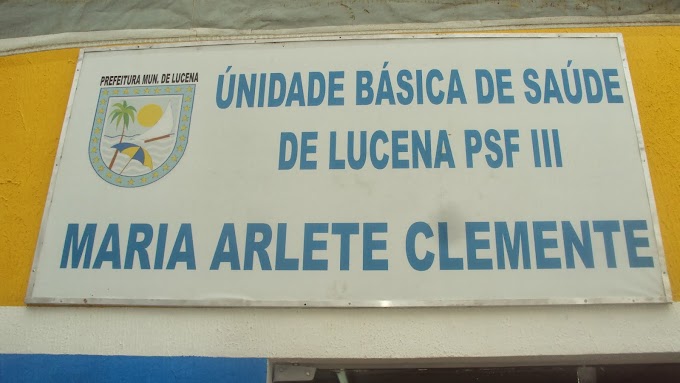 PREFEITURA MUN. DE LUCENA
ÚNIDADE BÁSICA DE SAÚDE
DE LUCENA PSF III
MARIA ARLETE CLEMENTE